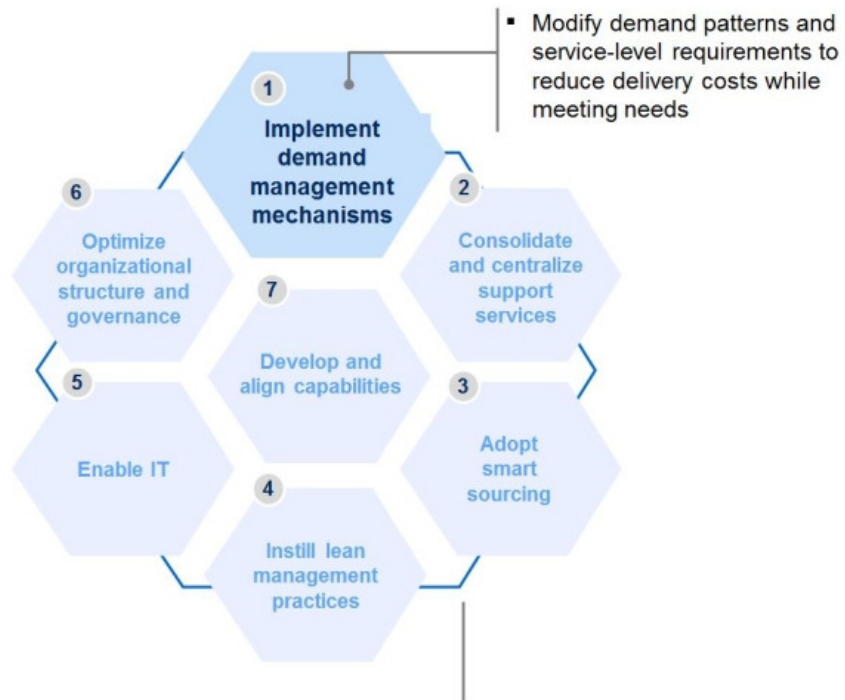 ▪ Modify demand patterns and
service-level requirements to
reduce delivery costs while
meeting needs
1
Implement
demand
management
mechanisms
2
Consolidate
and centralize
support
services
3
Adopt
smart
sourcing
4
Instill lean
management
practices
5
Enable IT
6
Optimize
organizational
structure and
governance
7
Develop and
align capabilities